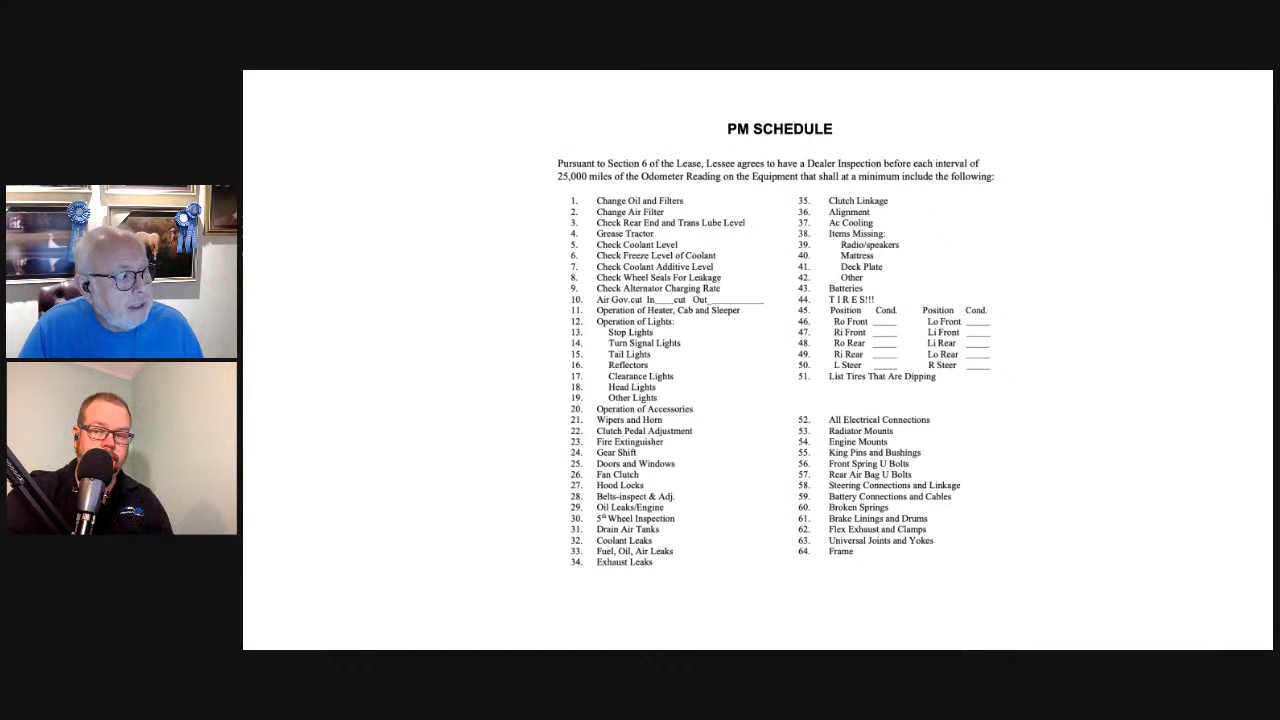 PM SCHEDULE
Pursuant to Section 6 of the Lease, Lessee agrees to have a Dealer Inspection before each interval of
25,000 miles of the Odometer Reading on the Equipment that shall at a minimum include the following:
1. Change Oil and Filters
2. Change Air Filter
3. Check Rear End and Trans Lube Level
4. Grease Tractor
5. Check Coolant Level
6. Check Freeze Level of Coolant
7. Check Coolant Additive Level
8. Check Wheel Seals For Leakage
9. Check Alternator Charging Rate
10. Air Gov.cut In____cut Out____________
11. Operation of Heater, Cab and Sleeper
12. Operation of Lights:
13. Stop Lights
14. Turn Signal Lights
15. Tail Lights
16. Reflectors
17. Clearance Lights
18. Head Lights
19. Other Lights
20. Operation of Accessories
21. Wipers and Horn
22. Clutch Pedal Adjustment
23. Fire Extinguisher
24. Gear Shift
25. Doors and Windows
26. Fan Clutch
27. Hood Locks
28. Belts-inspect & Adj.
29. Oil Leaks/Engine
30. 5th Wheel Inspection
31. Drain Air Tanks
32. Coolant Leaks
33. Fuel, Oil, Air Leaks
34. Exhaust Leaks
35. Clutch Linkage
36. Alignment
37. Ac Cooling
38. Items Missing:
39. Radio/speakers
40. Mattress
41. Deck Plate
42. Other
43. Batteries
44. T I R E S!!!
45. Position Cond. Position Cond.
46. Ro Front _____ Lo Front _____
47. Ri Front _____ Li Front _____
48. Ro Rear _____ Li Rear _____
49. Ri Rear _____ Lo Rear _____
50. L Steer _____ R Steer _____
51. List Tires That Are Dipping
52. All Electrical Connections
53. Radiator Mounts
54. Engine Mounts
55. King Pins and Bushings
56. Front Spring U Bolts
57. Rear Air Bag U Bolts
58. Steering Connections and Linkage
59. Battery Connections and Cables
60. Broken Springs
61. Brake Linings and Drums
62. Flex Exhaust and Clamps
63. Universal Joints and Yokes
64. Frame